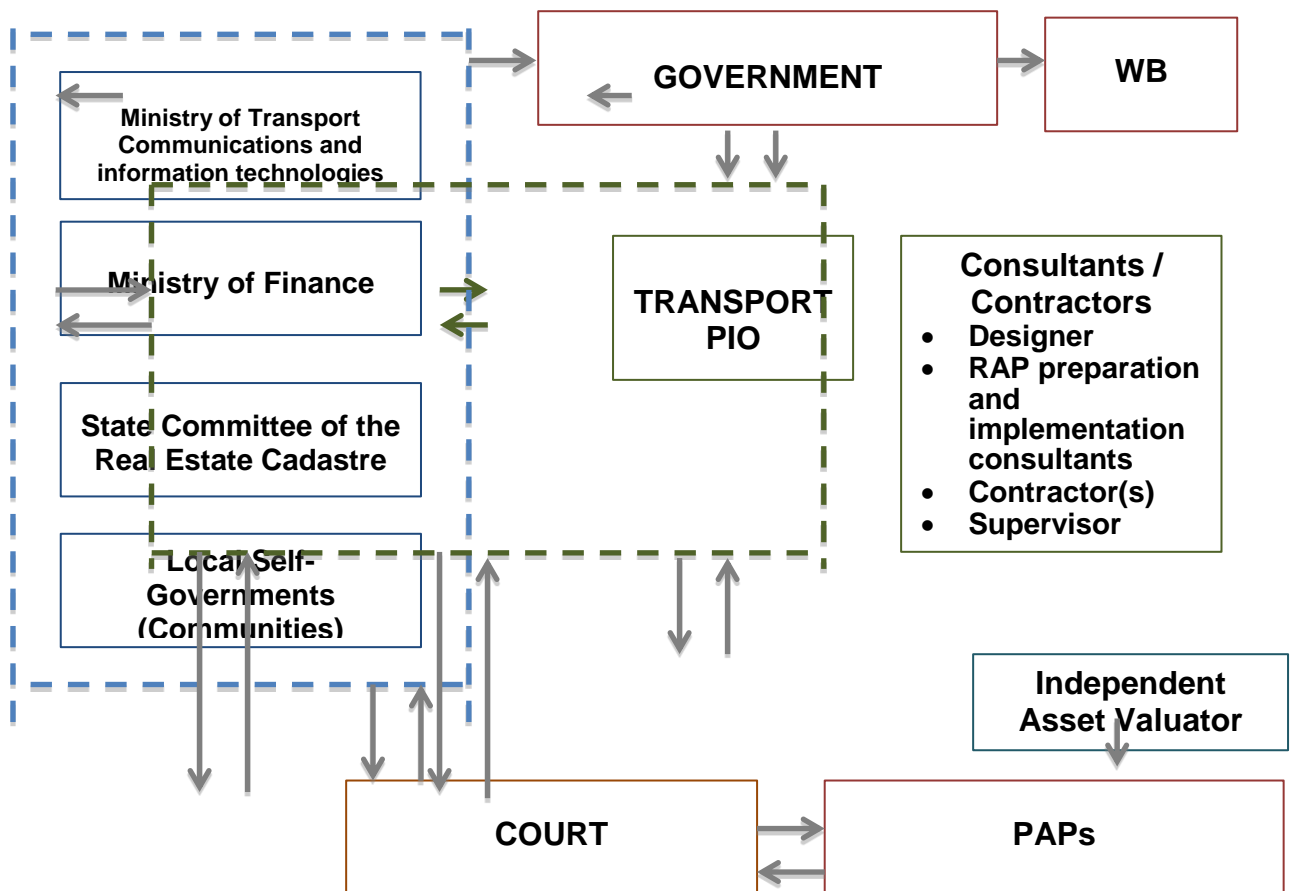 GOVERNMENT
WB
Ministry of Transport
Communications and
information technologies
Ministry of Finance
TRANSPORT
PIO
Consultants /
Contractors
• Designer
• RAP preparation
and
implementation
consultants
• Contractor(s)
• Supervisor
State Committee of the
Real Estate Cadastre
Local Self-
Governments
(Communities)
Independent
Asset Valuator
COURT
PAPs